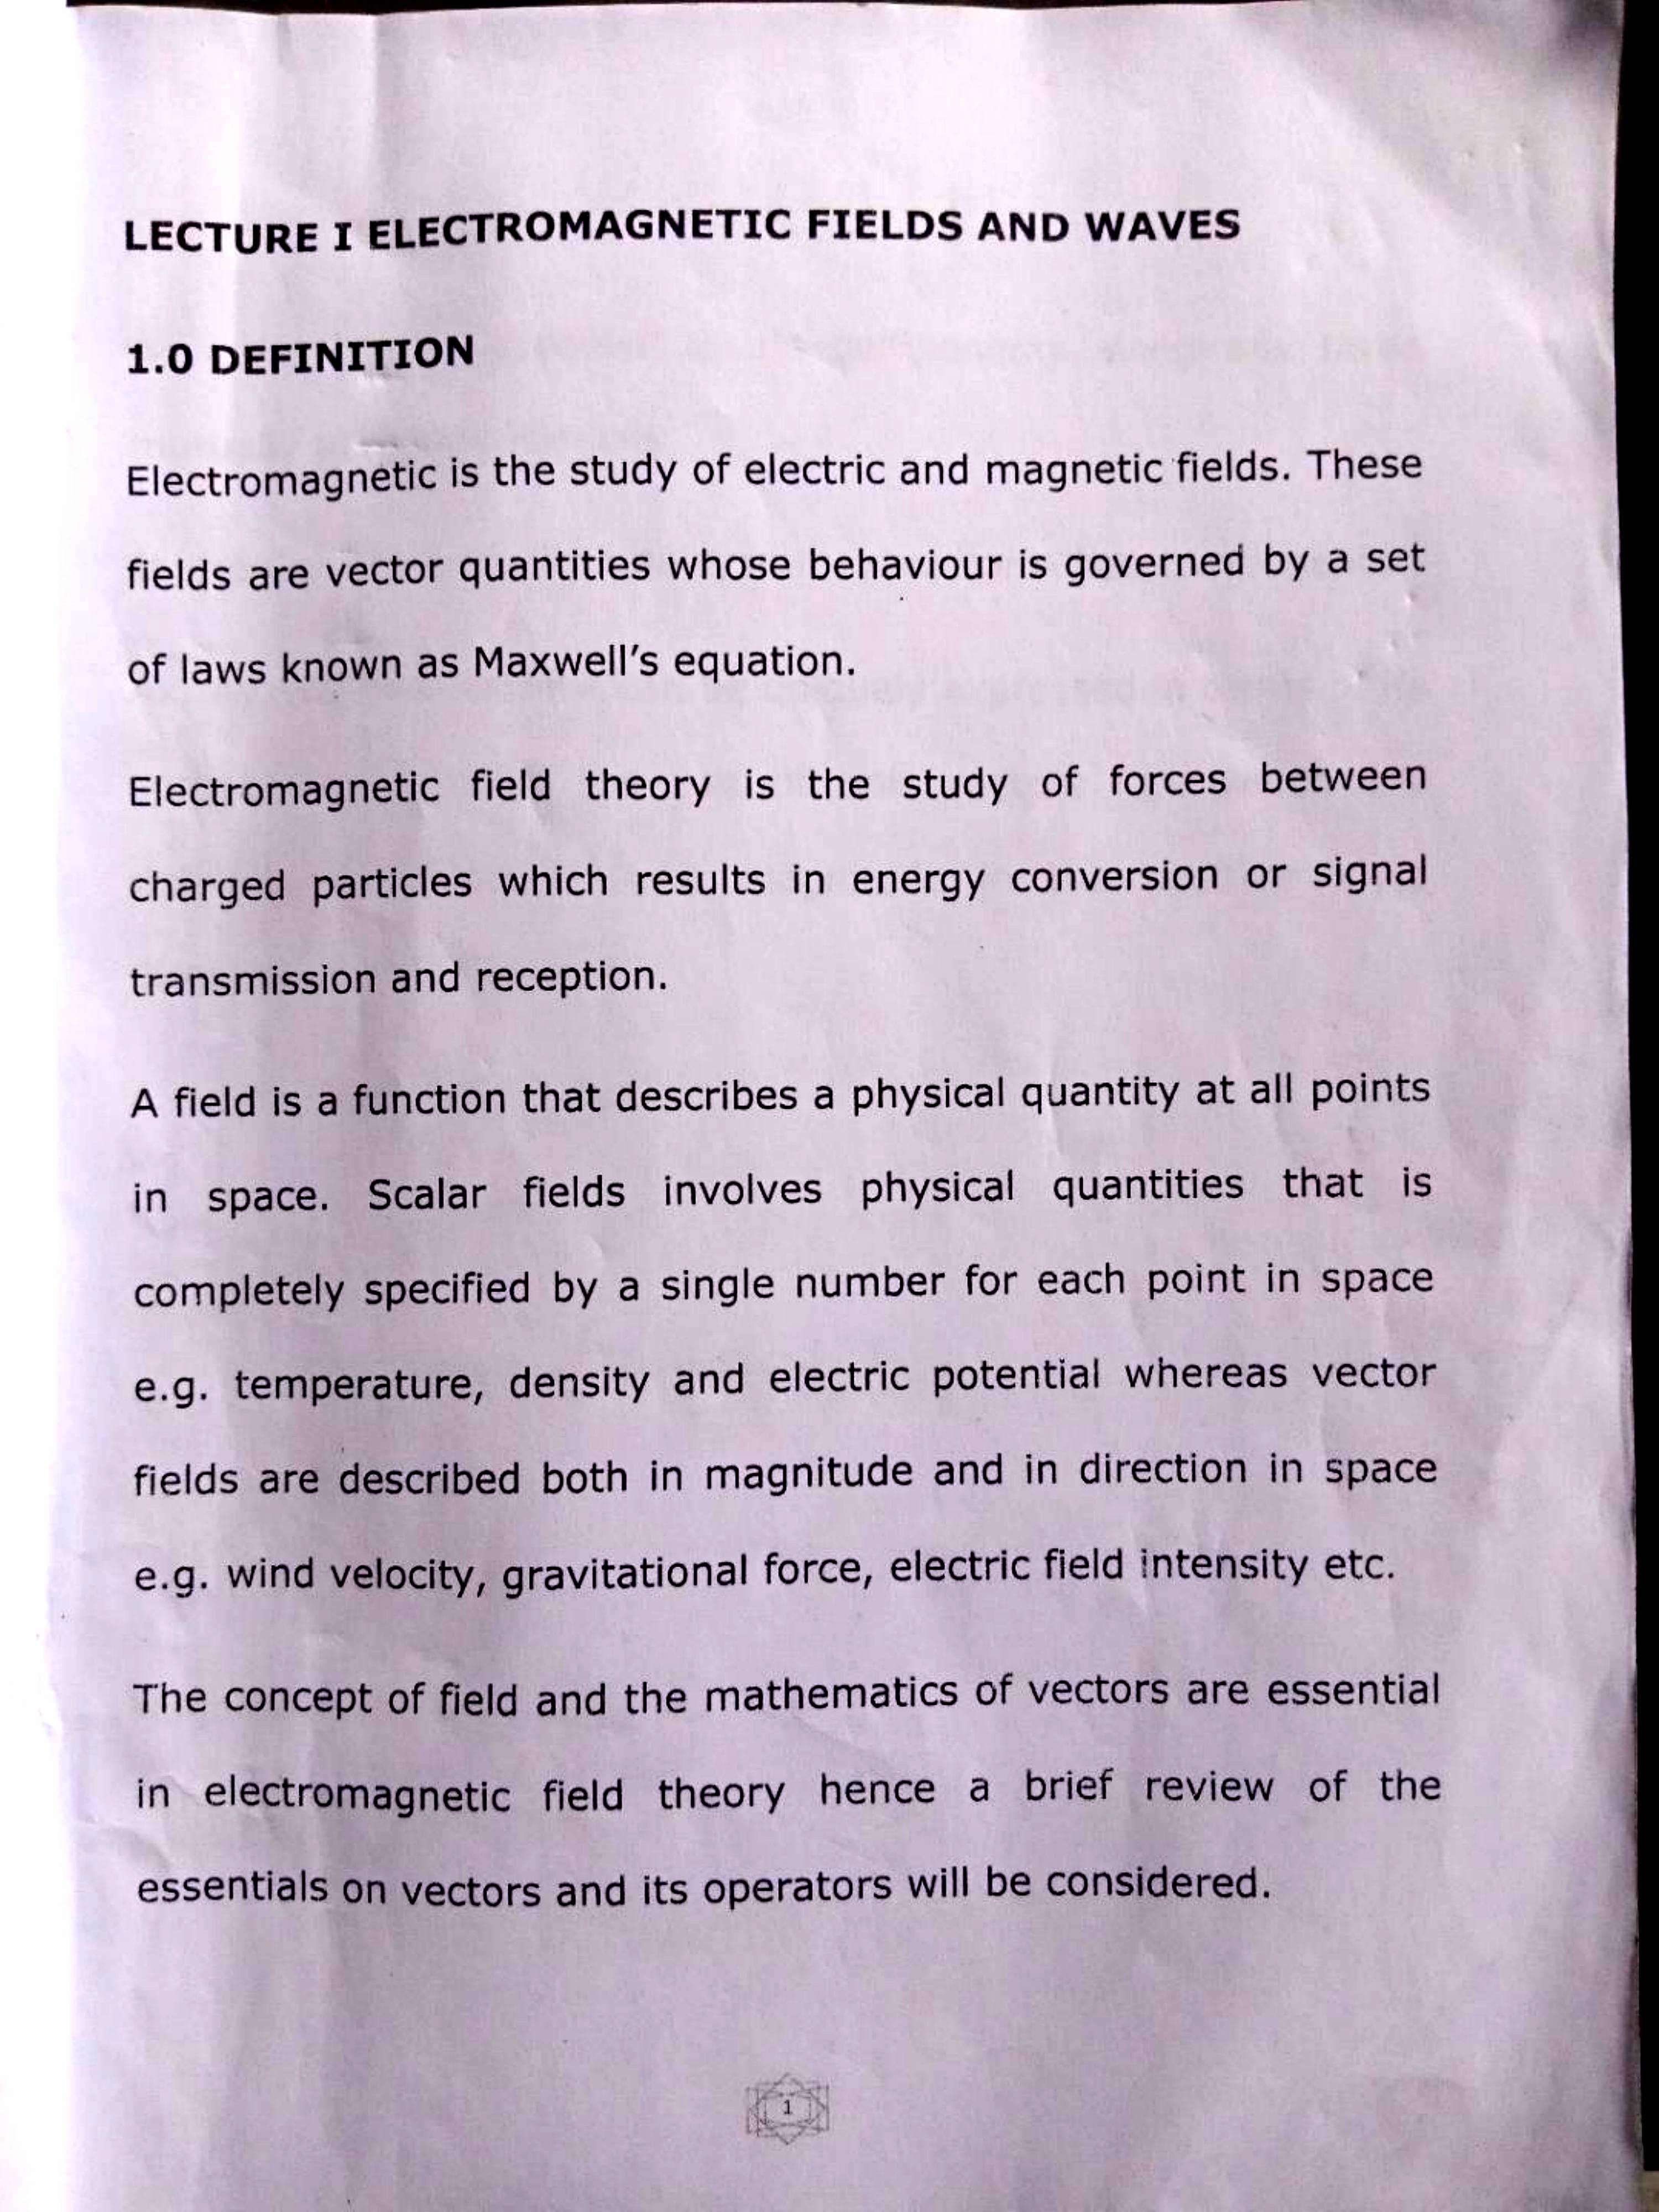 LECTURE I ELECTROMAGNETIC FIELDS AND WAVES
1.0 DEFINITION
Electromagnetic is the study of electric and magnetic fields. These
fields are vector quantities whose behaviour is governed by a set
of laws known as Maxwell's equation.
Electromagnetic field theory is the study of forces between
charged particles which results in energy conversion or signal
transmission and reception.
A field is a function that describes a physical quantity at all points
in space. Scalar fields involves physical quantities that is
completely specified by a single number for each point in space
e.g. temperature, density and electric potential whereas vector
fields are described both in magnitude and in direction in space
e.g. wind velocity, gravitational force, electric field intensity etc.
The concept of field and the mathematics of vectors are essential
in electromagnetic field theory hence a brief review of the
essentials on vectors and its operators will be considered.
1